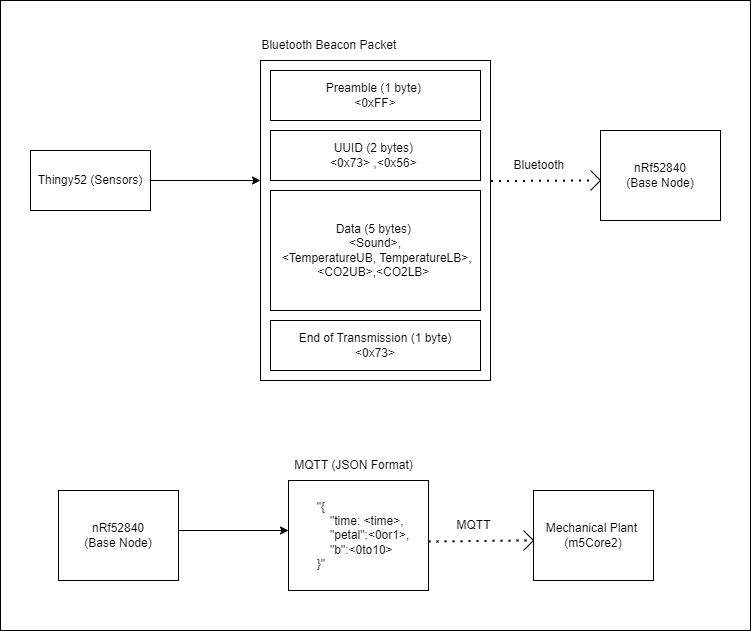 Bluetooth Beacon Packet
Preamble (1 byte)
<0xFF>
UUID (2 bytes)
<0x73> ,<0x56>
Thingy52 (Sensors)
Bluetooth
nRf52840
(Base Node)
Data (5 bytes)
<Sound>,
<TemperatureUB, TemperatureLB>,
<CO2UB>,<CO2LB>
End of Transmission (1 byte)
<0x73>
MQTT (JSON Format)
nRf52840
(Base Node)
"{
"time: <time>,
"petal":<0or1>,
"b":<0to10>
}"
MQTT
Mechanical Plant
(m5Core2)